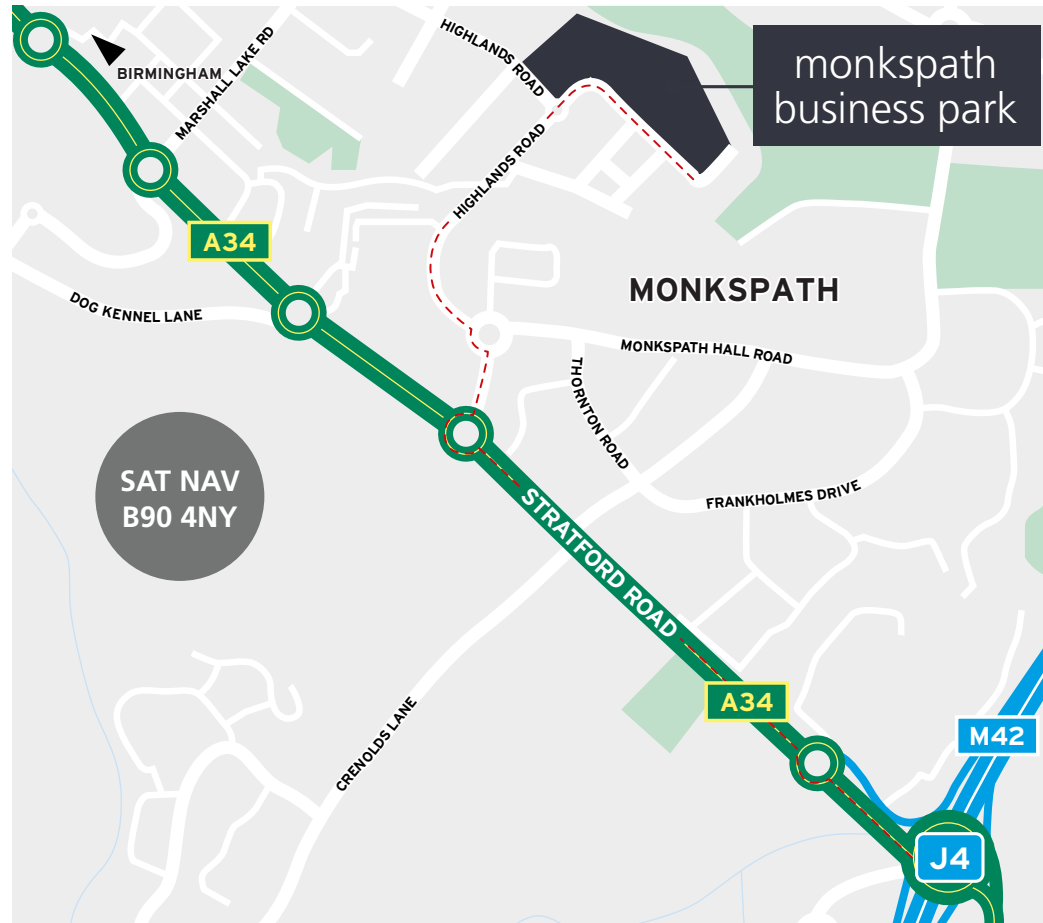 HIGHLANDS ROAD
monkspath
business park
BIRMINGHAM
MARSHALL LAKE RD
HIGHLANDS ROAD
A34
MONKSPATH
DOG KENNEL LANE
MONKSPATH HALL ROAD
THORNTON ROAD
SAT NAV
B90 4NY
FRANKHOLMES DRIVE
STRATFORD ROAD
A34
M42
CRENOLDS LANE
J4